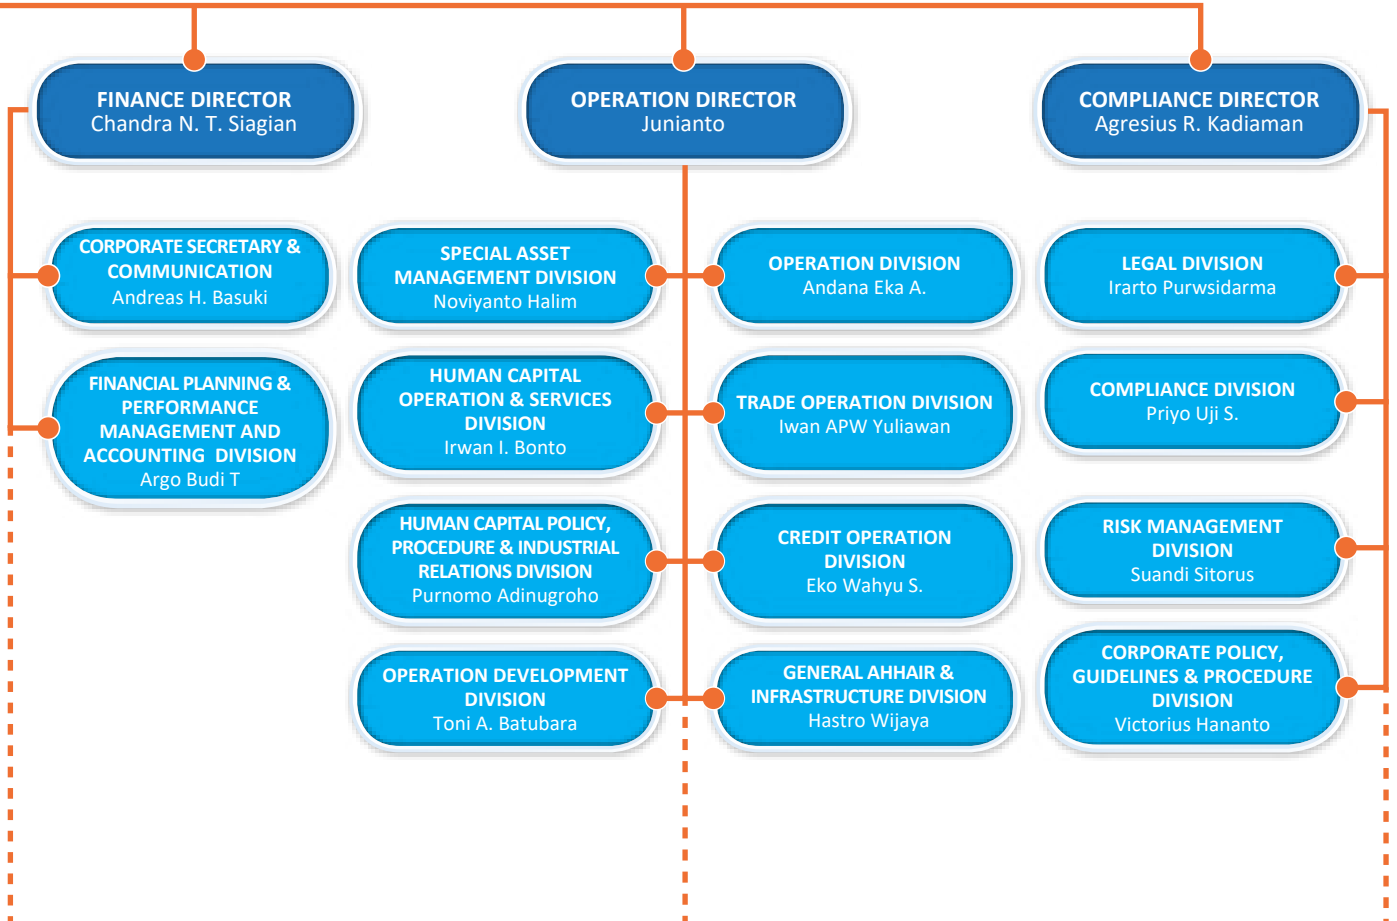 FINANCE DIRECTOR
Chandra N. T. Siagian
OPERATION DIRECTOR
Junianto
COMPLIANCE DIRECTOR
Agresius R. Kadiaman
CORPORATE SECRETARY &
COMMUNICATION
Andreas H. Basuki
SPECIAL ASSET
MANAGEMENT DIVISION
Noviyanto Halim
OPERATION DIVISION
Andana Eka A.
LEGAL DIVISION
Irarto Purwsidarma
FINANCIAL PLANNING &
PERFORMANCE
MANAGEMENT AND
ACCOUNTING DIVISION
Argo Budi T
HUMAN CAPITAL
OPERATION & SERVICES
DIVISION
Irwan I. Bonto
TRADE OPERATION DIVISION
Iwan APW Yuliawan
COMPLIANCE DIVISION
Priyo Uji S.
HUMAN CAPITAL POLICY,
PROCEDURE & INDUSTRIAL
RELATIONS DIVISION
Purnomo Adinugroho
CREDIT OPERATION
DIVISION
Eko Wahyu S.
RISK MANAGEMENT
DIVISION
Suandi Sitorus
OPERATION DEVELOPMENT
DIVISION
Toni A. Batubara
GENERAL AHHAIR &
INFRASTRUCTURE DIVISION
Hastro Wijaya
CORPORATE POLICY,
GUIDELINES & PROCEDURE
DIVISION
Victorius Hananto